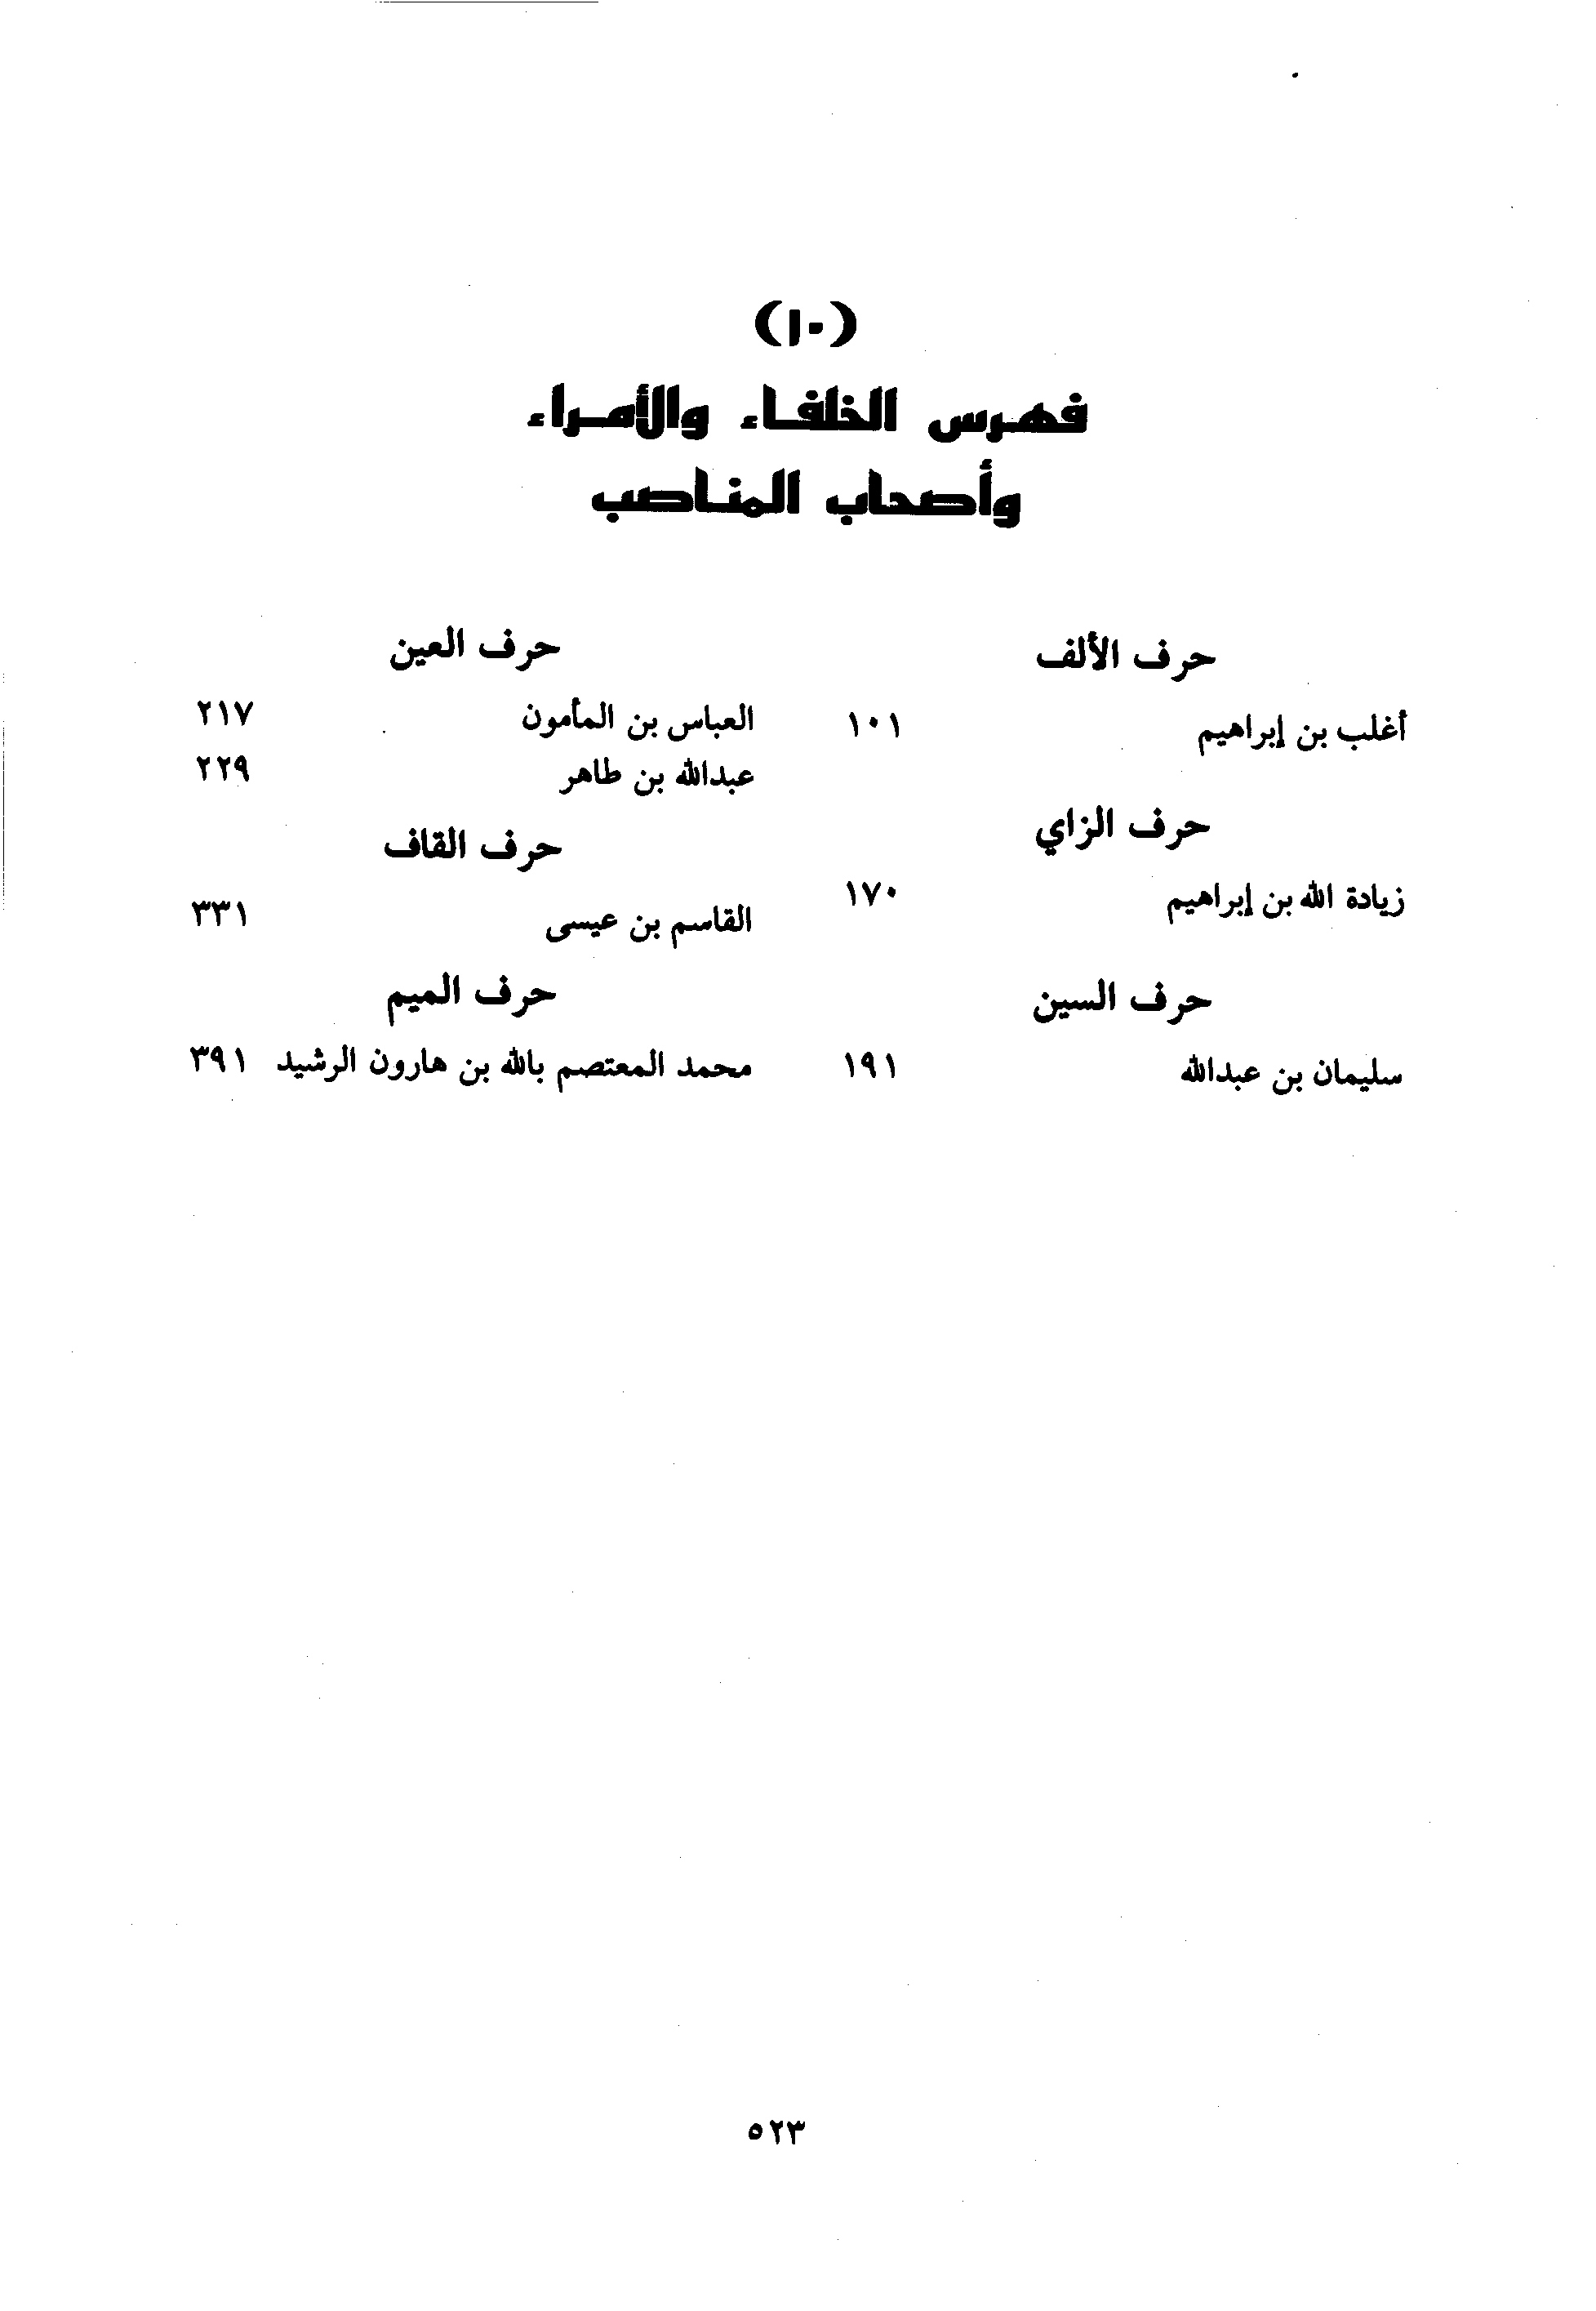 (١٠)
فهرس الخلفاء والأمراء
وأصحاب المناصب
حرف الألف
أغلب بن إبراهيم ١٠١
حرف الزاي
زيادة الله بن إبراهيم ١٧٠
حرف السين
سليمان بن عبدالله ١٩١
حرف العين
العباس بن المأمون ٢١٧
عبدالله بن طاهر ٢٢٩
حرف القاف
القاسم بن عيسى ٣٣١
حرف الميم
محمد المعتصم بالله بن هارون الرشيد ٣٩١
٥٢٣